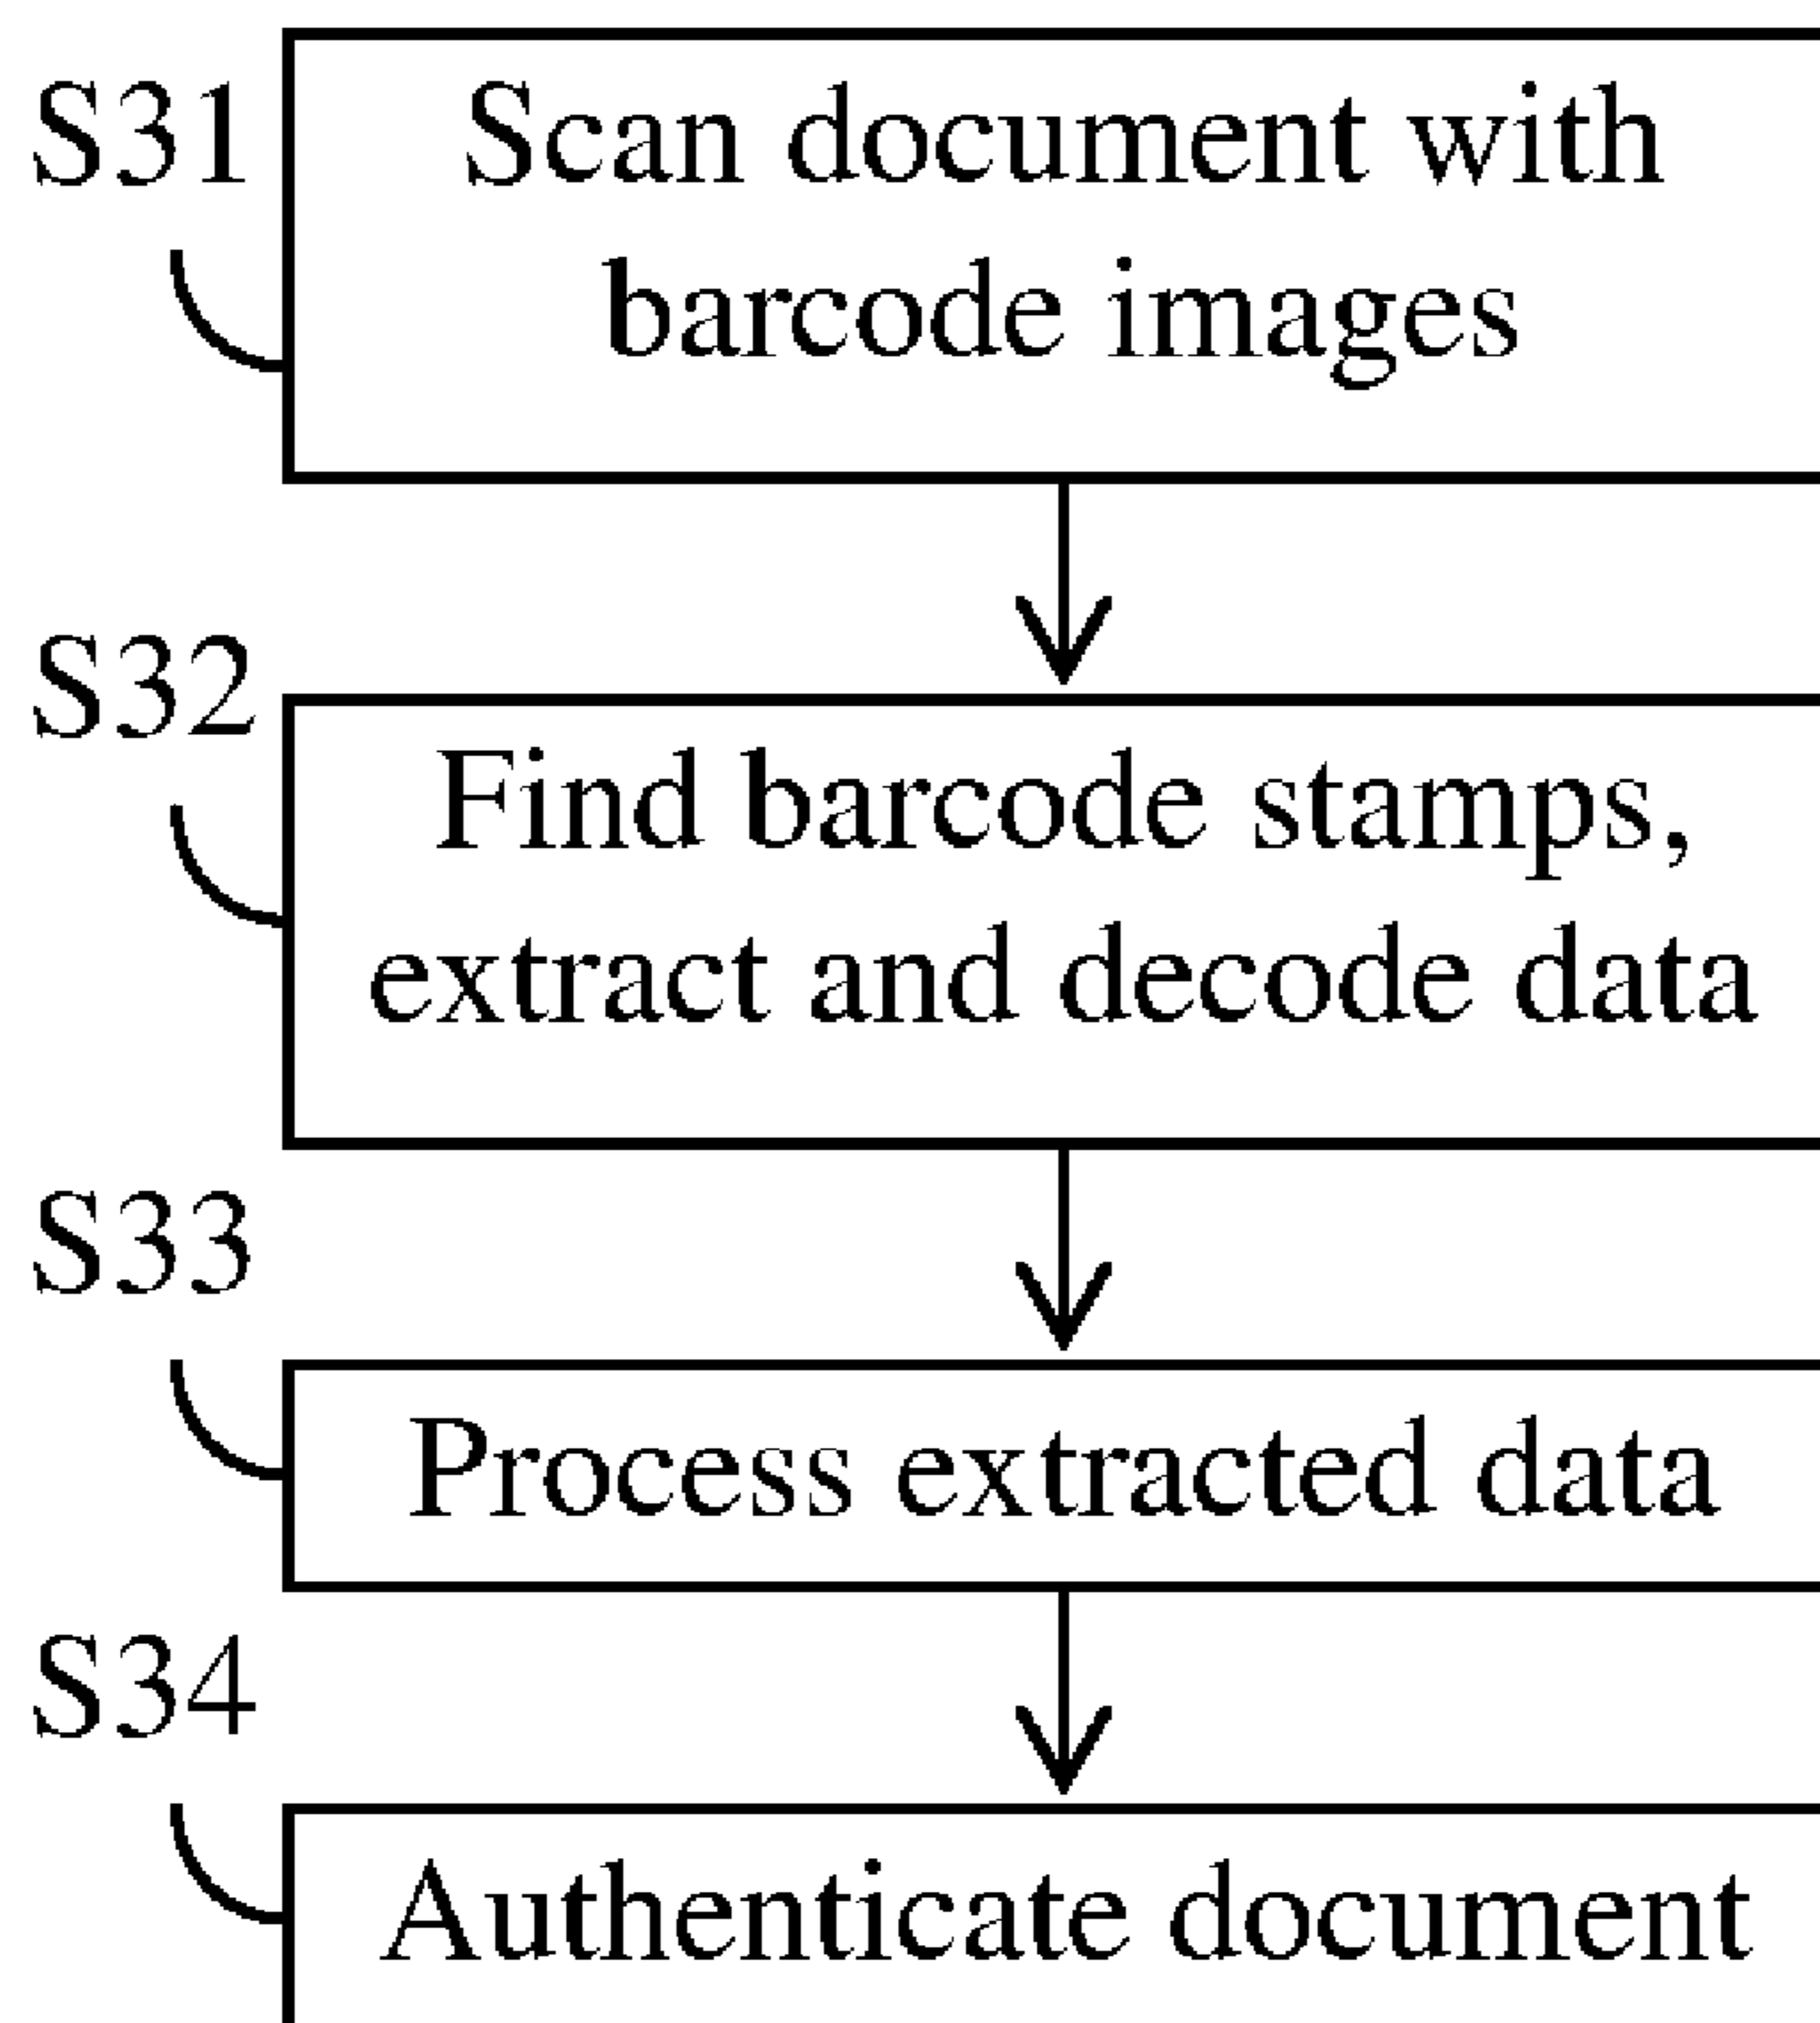 S31
Scan document with
barcode images
S32
Find barcode stamps,
extract and decode data
S33
Process extracted data
S34
Authenticate document